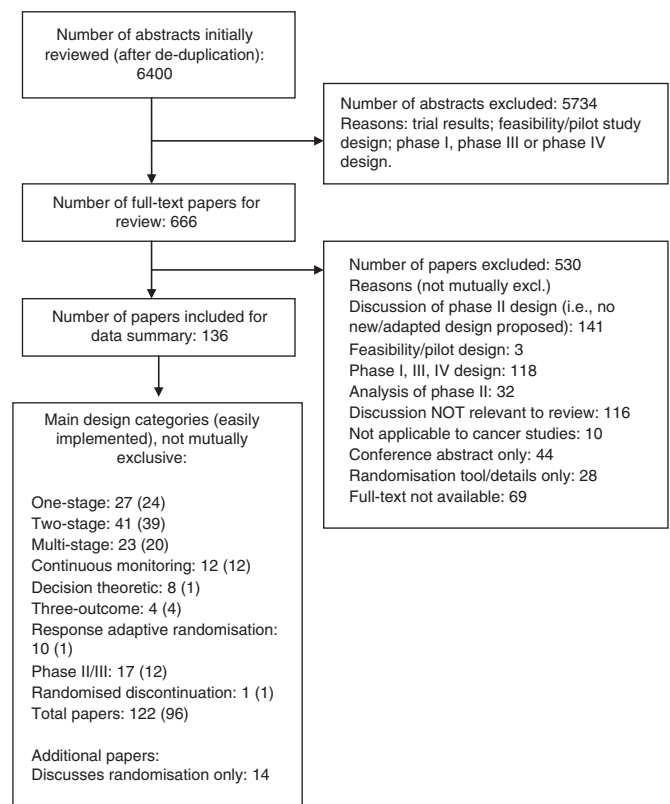 Number of abstracts initially
reviewed (after de-duplication):
6400
Number of abstracts excluded: 5734
Reasons: trial results; feasibility/pilot study
design; phase I, phase III or phase IV
design.
Number of full-text papers for
review: 666
Number of papers excluded: 530
Reasons (not mutually excl.)
Discussion of phase II design (i.e., no
new/adapted design proposed): 141
Feasibility/pilot design: 3
Phase I, III, IV design: 118
Analysis of phase II: 32
Discussion NOT relevant to review: 116
Not applicable to cancer studies: 10
Conference abstract only: 44
Randomisation tool/details only: 28
Full-text not available: 69
Number of papers included for
data summary: 136
Main design categories (easily
implemented), not mutually
exclusive:
One-stage: 27 (24)
Two-stage: 41 (39)
Multi-stage: 23 (20)
Continuous monitoring: 12 (12)
Decision theoretic: 8 (1)
Three-outcome: 4 (4)
Response adaptive randomisation:
10 (1)
Phase II/III: 17 (12)
Randomised discontinuation: 1 (1)
Total papers: 122 (96)
Additional papers:
Discusses randomisation only: 14